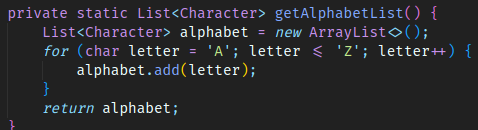 private static List<Character> getAlphabetList() {
    List<Character> alphabet = new ArrayList<>();
    for (char letter = 'A'; letter <= 'Z'; letter++) {
        alphabet.add(letter);
    }
    return alphabet;
}